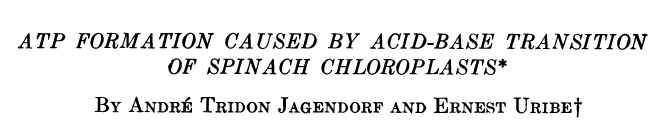 ATP FORMATION CAUSED BY ACID-BASE TRANSITION
OF SPINACH CHLOROPLASTS*
BY ANDRÉ TRIDON JAGENDORF AND ERNEST URIBE†